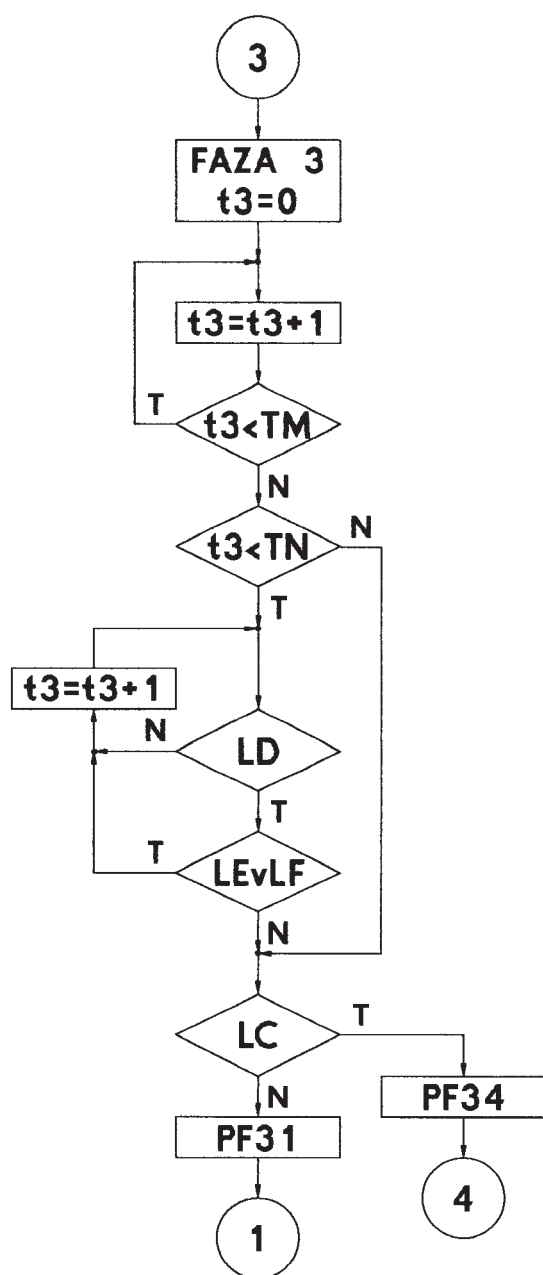 3
FAZA 3
t3=0
t3=t3+1
T
t3<TM
N
N
t3<TN
T
t3=t3+1
N
LD
T
T
LEvLF
N
T
LC
N
PF34
PF31
4
1